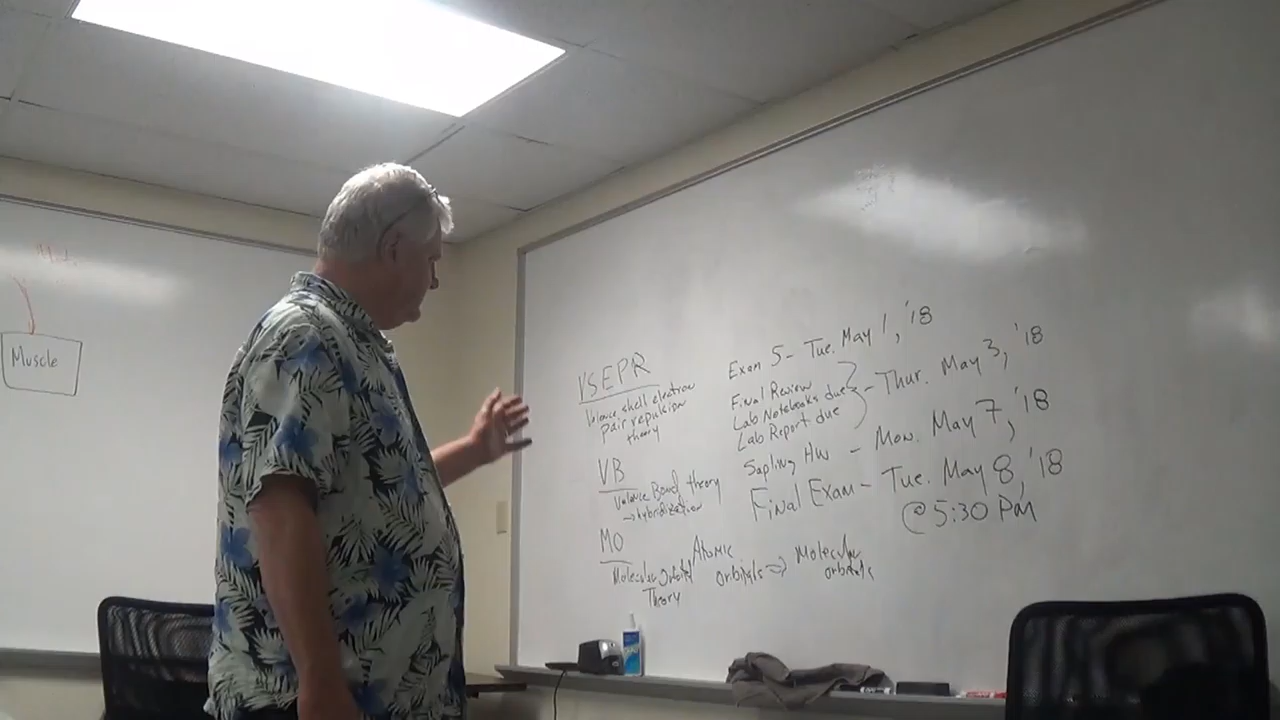 Muscle
VSEPR
Valence shell electron
pair repulsion
theory
VB
Valence Bond theory
→hybridization
MO
Molecular Orbital
Theory
Atomic
orbitals => Molecular
orbitals
Exam 5 - Tue. May 1, '18
Final Review
Lab Notebooks due - Thur. May 3, '18
Lab Report due
Sapling HW - Mon. May 7, '18
Final Exam - Tue. May 8, '18
@ 5:30 PM